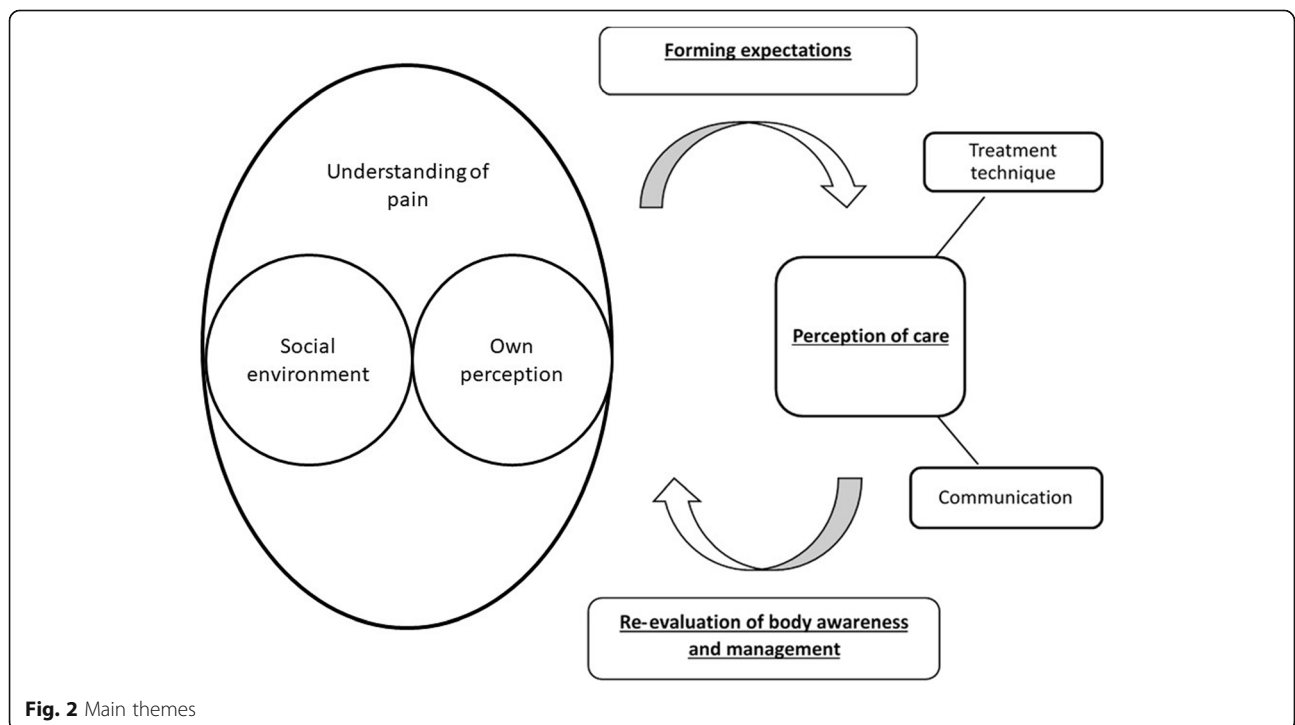 Forming expectations
Understanding of
pain
Treatment
technique
Social
environment
Own
perception
Perception of care
Communication
Re-evaluation of body awareness
and management
Fig. 2 Main themes